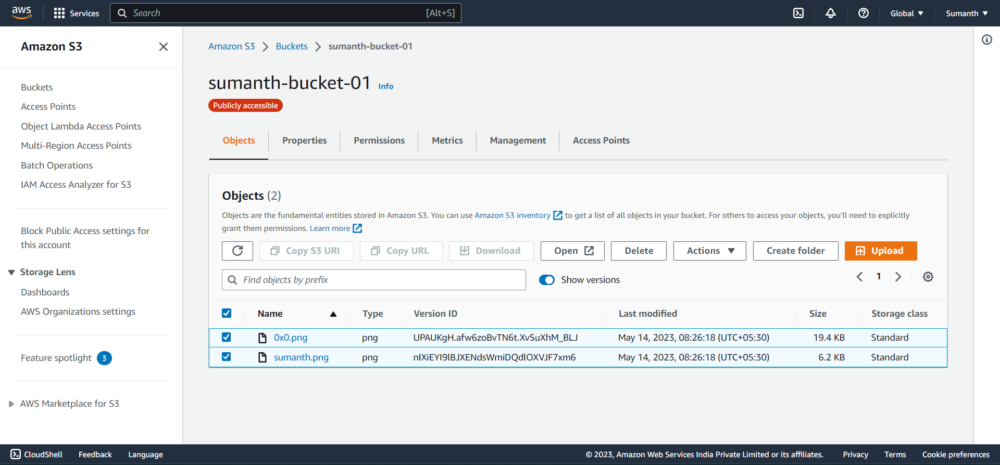 aws Services Search [Alt+S] Global Sumanth
Amazon S3
Buckets
Access Points
Object Lambda Access Points
Multi-Region Access Points
Batch Operations
IAM Access Analyzer for S3
Block Public Access settings for
this account
Storage Lens
Dashboards
AWS Organizations settings
Feature spotlight 3
AWS Marketplace for S3
Amazon S3 Buckets sumanth-bucket-01
sumanth-bucket-01 Info
Publicly accessible
Objects Properties Permissions Metrics Management Access Points
Objects (2)
Objects are the fundamental entities stored in Amazon S3. You can use Amazon S3 inventory to get a list of all objects in your bucket. For others to access your objects, you’ll need to explicitly
grant them permissions. Learn more
Copy S3 URI Copy URL Download Open Delete Actions Create folder Upload
Find objects by prefix Show versions 1
Name Type Version ID Last modified Size Storage class
0x0.png png UPAUKgH.afw6zoBvTN6t.XvSuXhM_BLJ May 14, 2023, 08:26:18 (UTC+05:30) 19.4 KB Standard
sumanth.png png nIXiEYI9lBJXENdsWmiDQdlOXVJF7xm6 May 14, 2023, 08:26:18 (UTC+05:30) 6.2 KB Standard
CloudShell Feedback Language © 2023, Amazon Web Services India Private Limited or its affiliates. Privacy Terms Cookie preferences